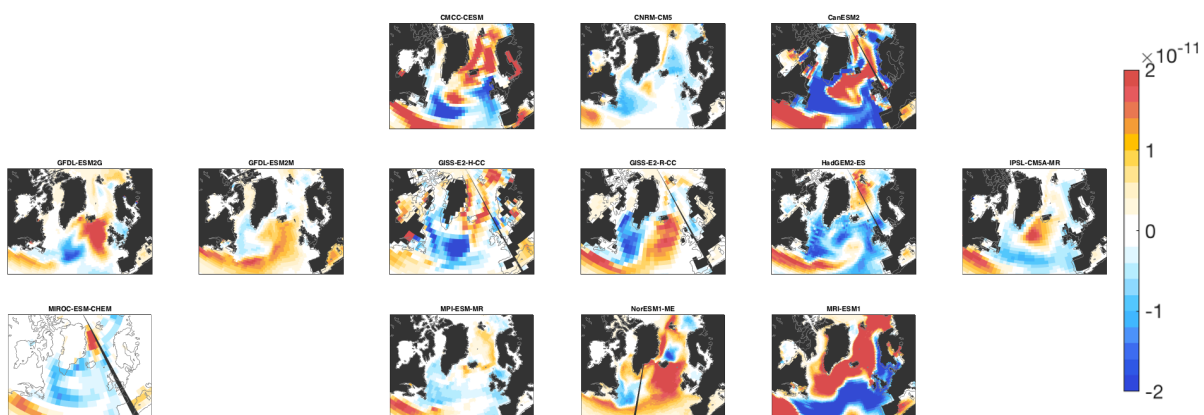 CMCC-CESM
CNRM-CM5
CanESM2
GFDL-ESM2G
GFDL-ESM2M
GISS-E2-H-CC
GISS-E2-R-CC
HadGEM2-ES
IPSL-CM5A-MR
MIROC-ESM-CHEM
MPI-ESM-MR
NorESM1-ME
MRI-ESM1
×10⁻¹¹
2
1
0
-1
-2